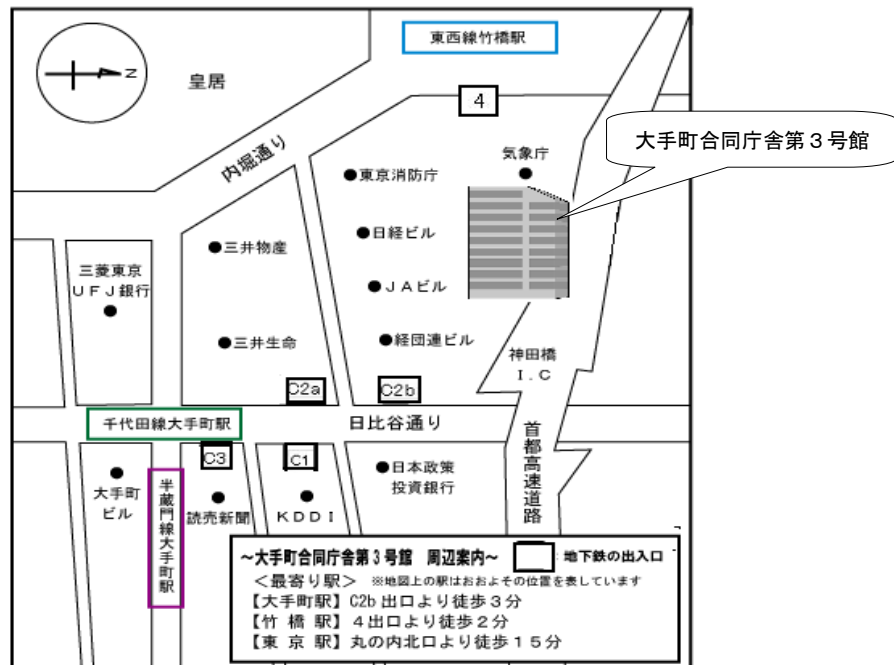 東西線竹橋駅
N
皇居
4
大手町合同庁舎第３号館
内堀通り
気象庁
東京消防庁
三井物産
日経ビル
三菱東京
ＵＦＪ銀行
ＪＡビル
三井生命
経団連ビル
神田橋
Ｉ.Ｃ
C2a
C2b
千代田線大手町駅
日比谷通り
首都高速道路
C3
C1
大手町
ビル
半蔵門線大手町駅
読売新聞
ＫＤＤＩ
日本政策
投資銀行
～大手町合同庁舎第３号館　周辺案内～
地下鉄の出入口
＜最寄り駅＞　※地図上の駅はおおよその位置を表しています
【大手町駅】C2b 出口より徒歩３分
【竹 橋 駅】４出口より徒歩２分
【東 京 駅】丸の内北口より徒歩１５分